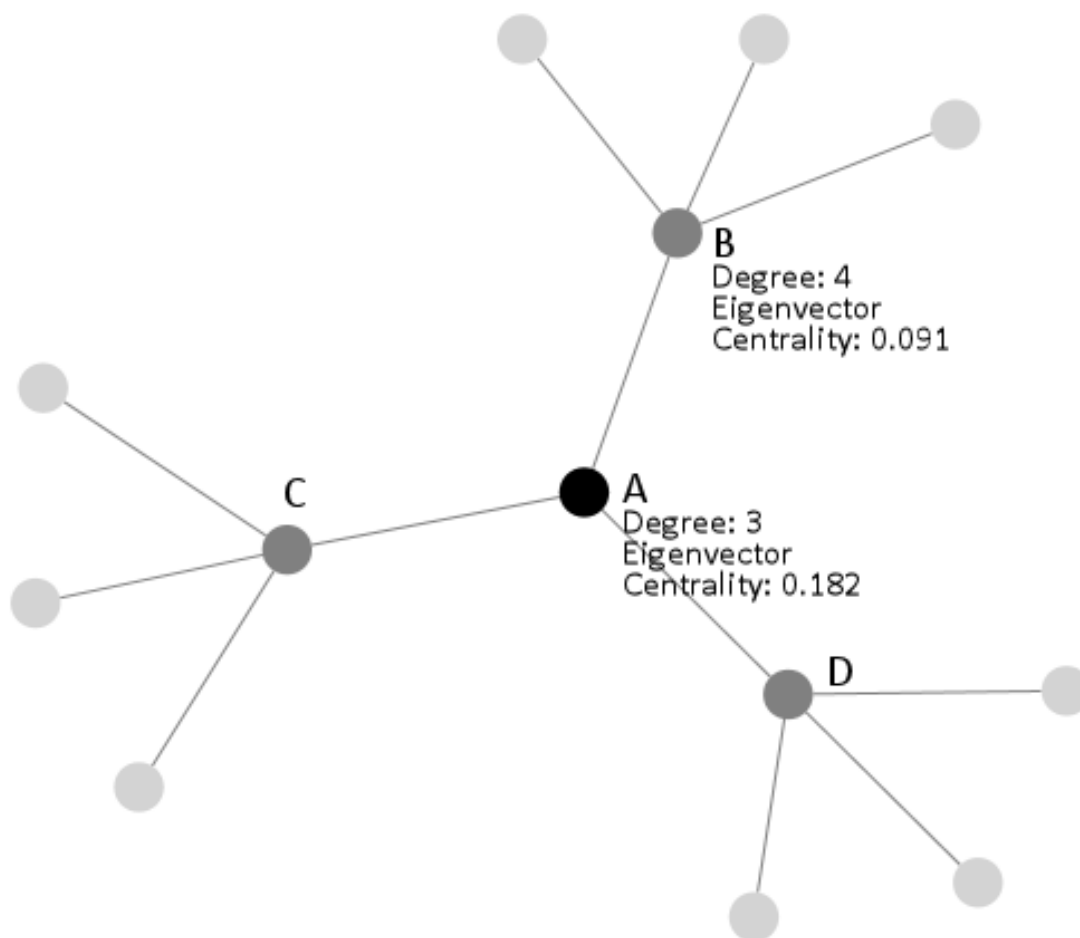 B
Degree: 4
Eigenvector
Centrality: 0.091
C
A
Degree: 3
Eigenvector
Centrality: 0.182
D